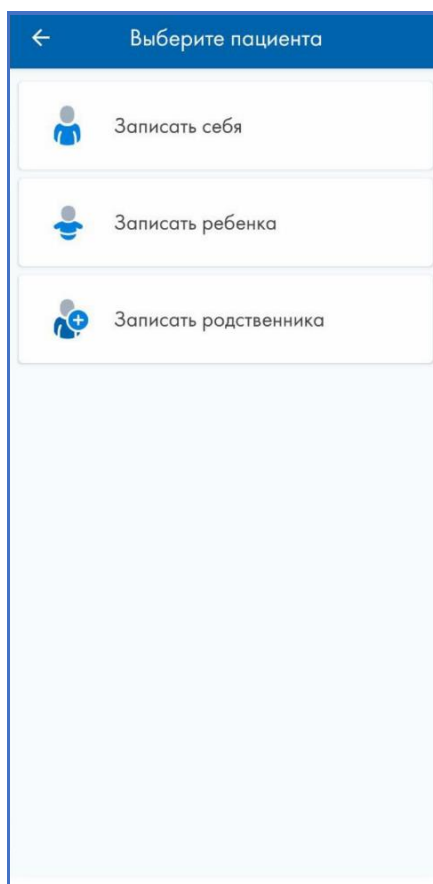 Выберите пациента
Записать себя
Записать ребенка
Записать родственника